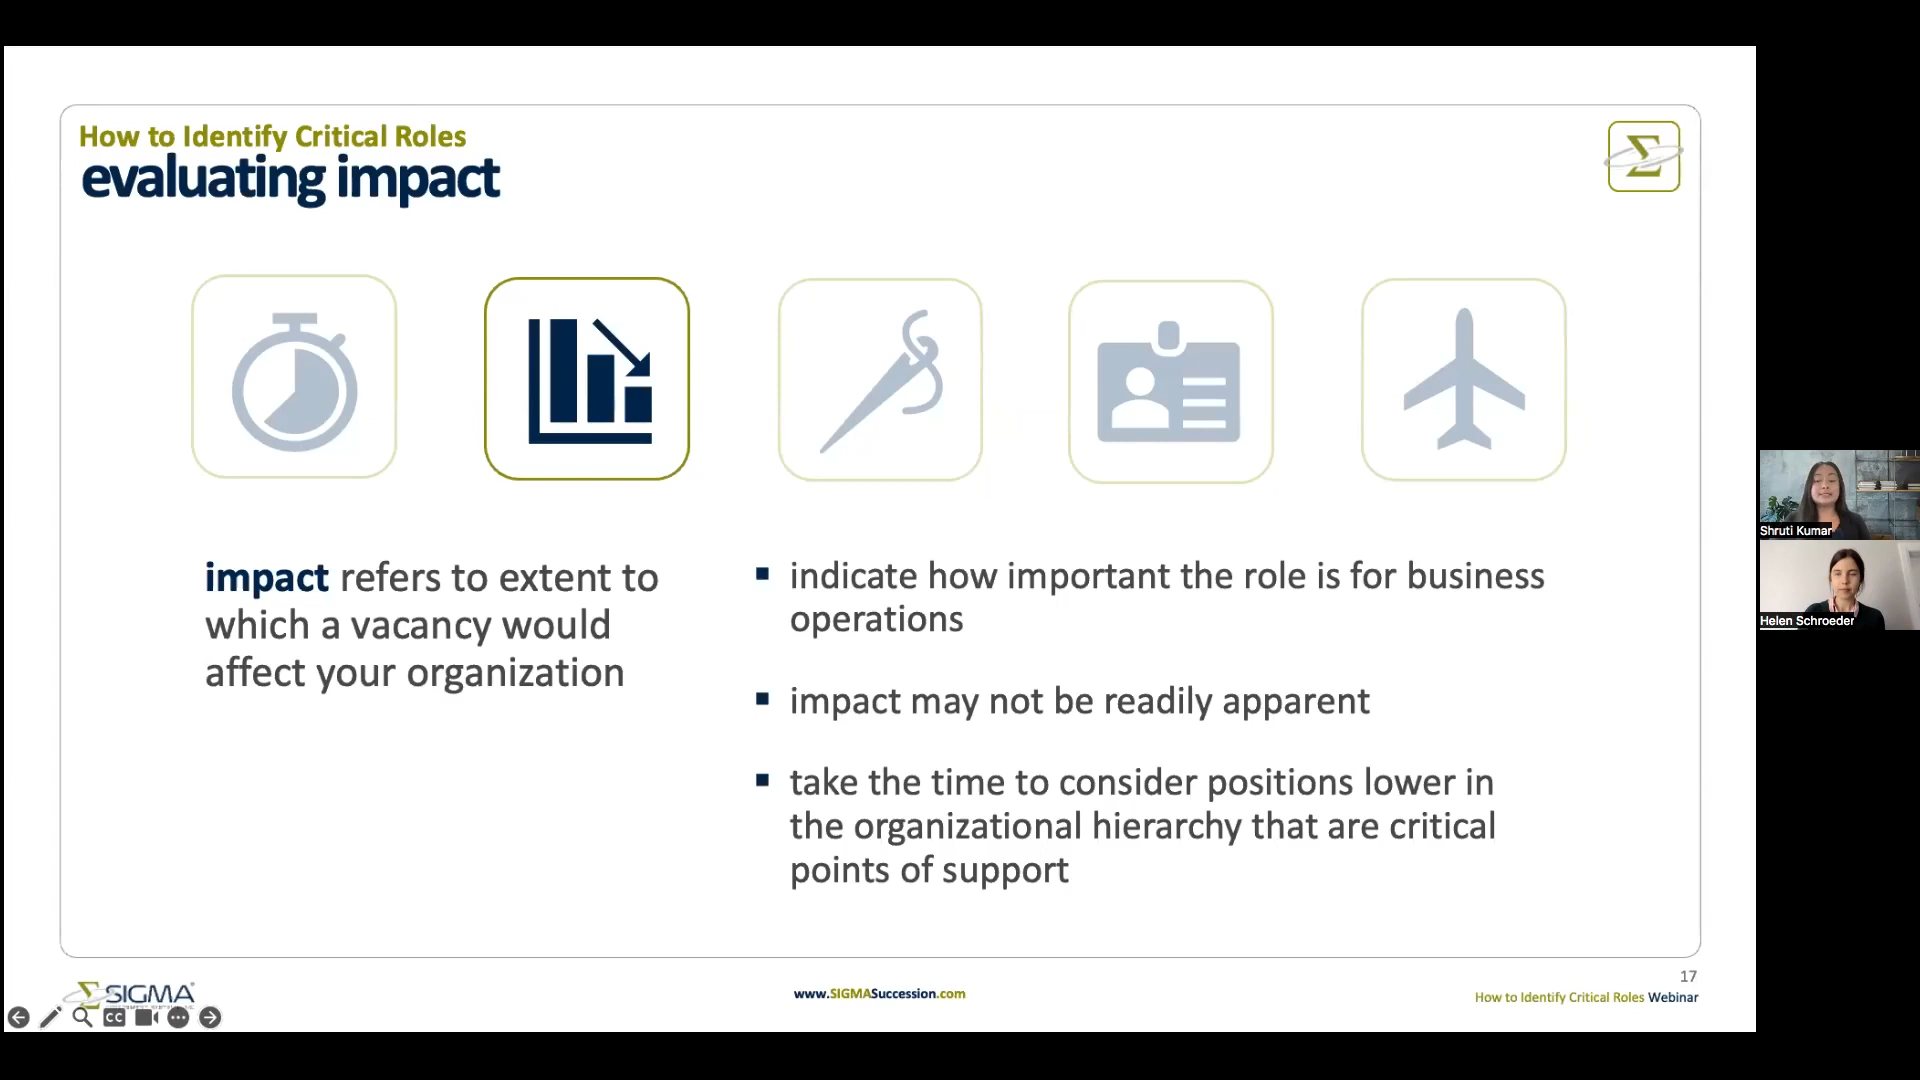 How to Identify Critical Roles
evaluating impact
Σ
impact refers to extent to
which a vacancy would
affect your organization
▪ indicate how important the role is for business
operations
▪ impact may not be readily apparent
▪ take the time to consider positions lower in
the organizational hierarchy that are critical
points of support
Shruti Kumar
Helen Schroeder
ΣSIGMA
www.SIGMASuccession.com
17
How to Identify Critical Roles Webinar
CC